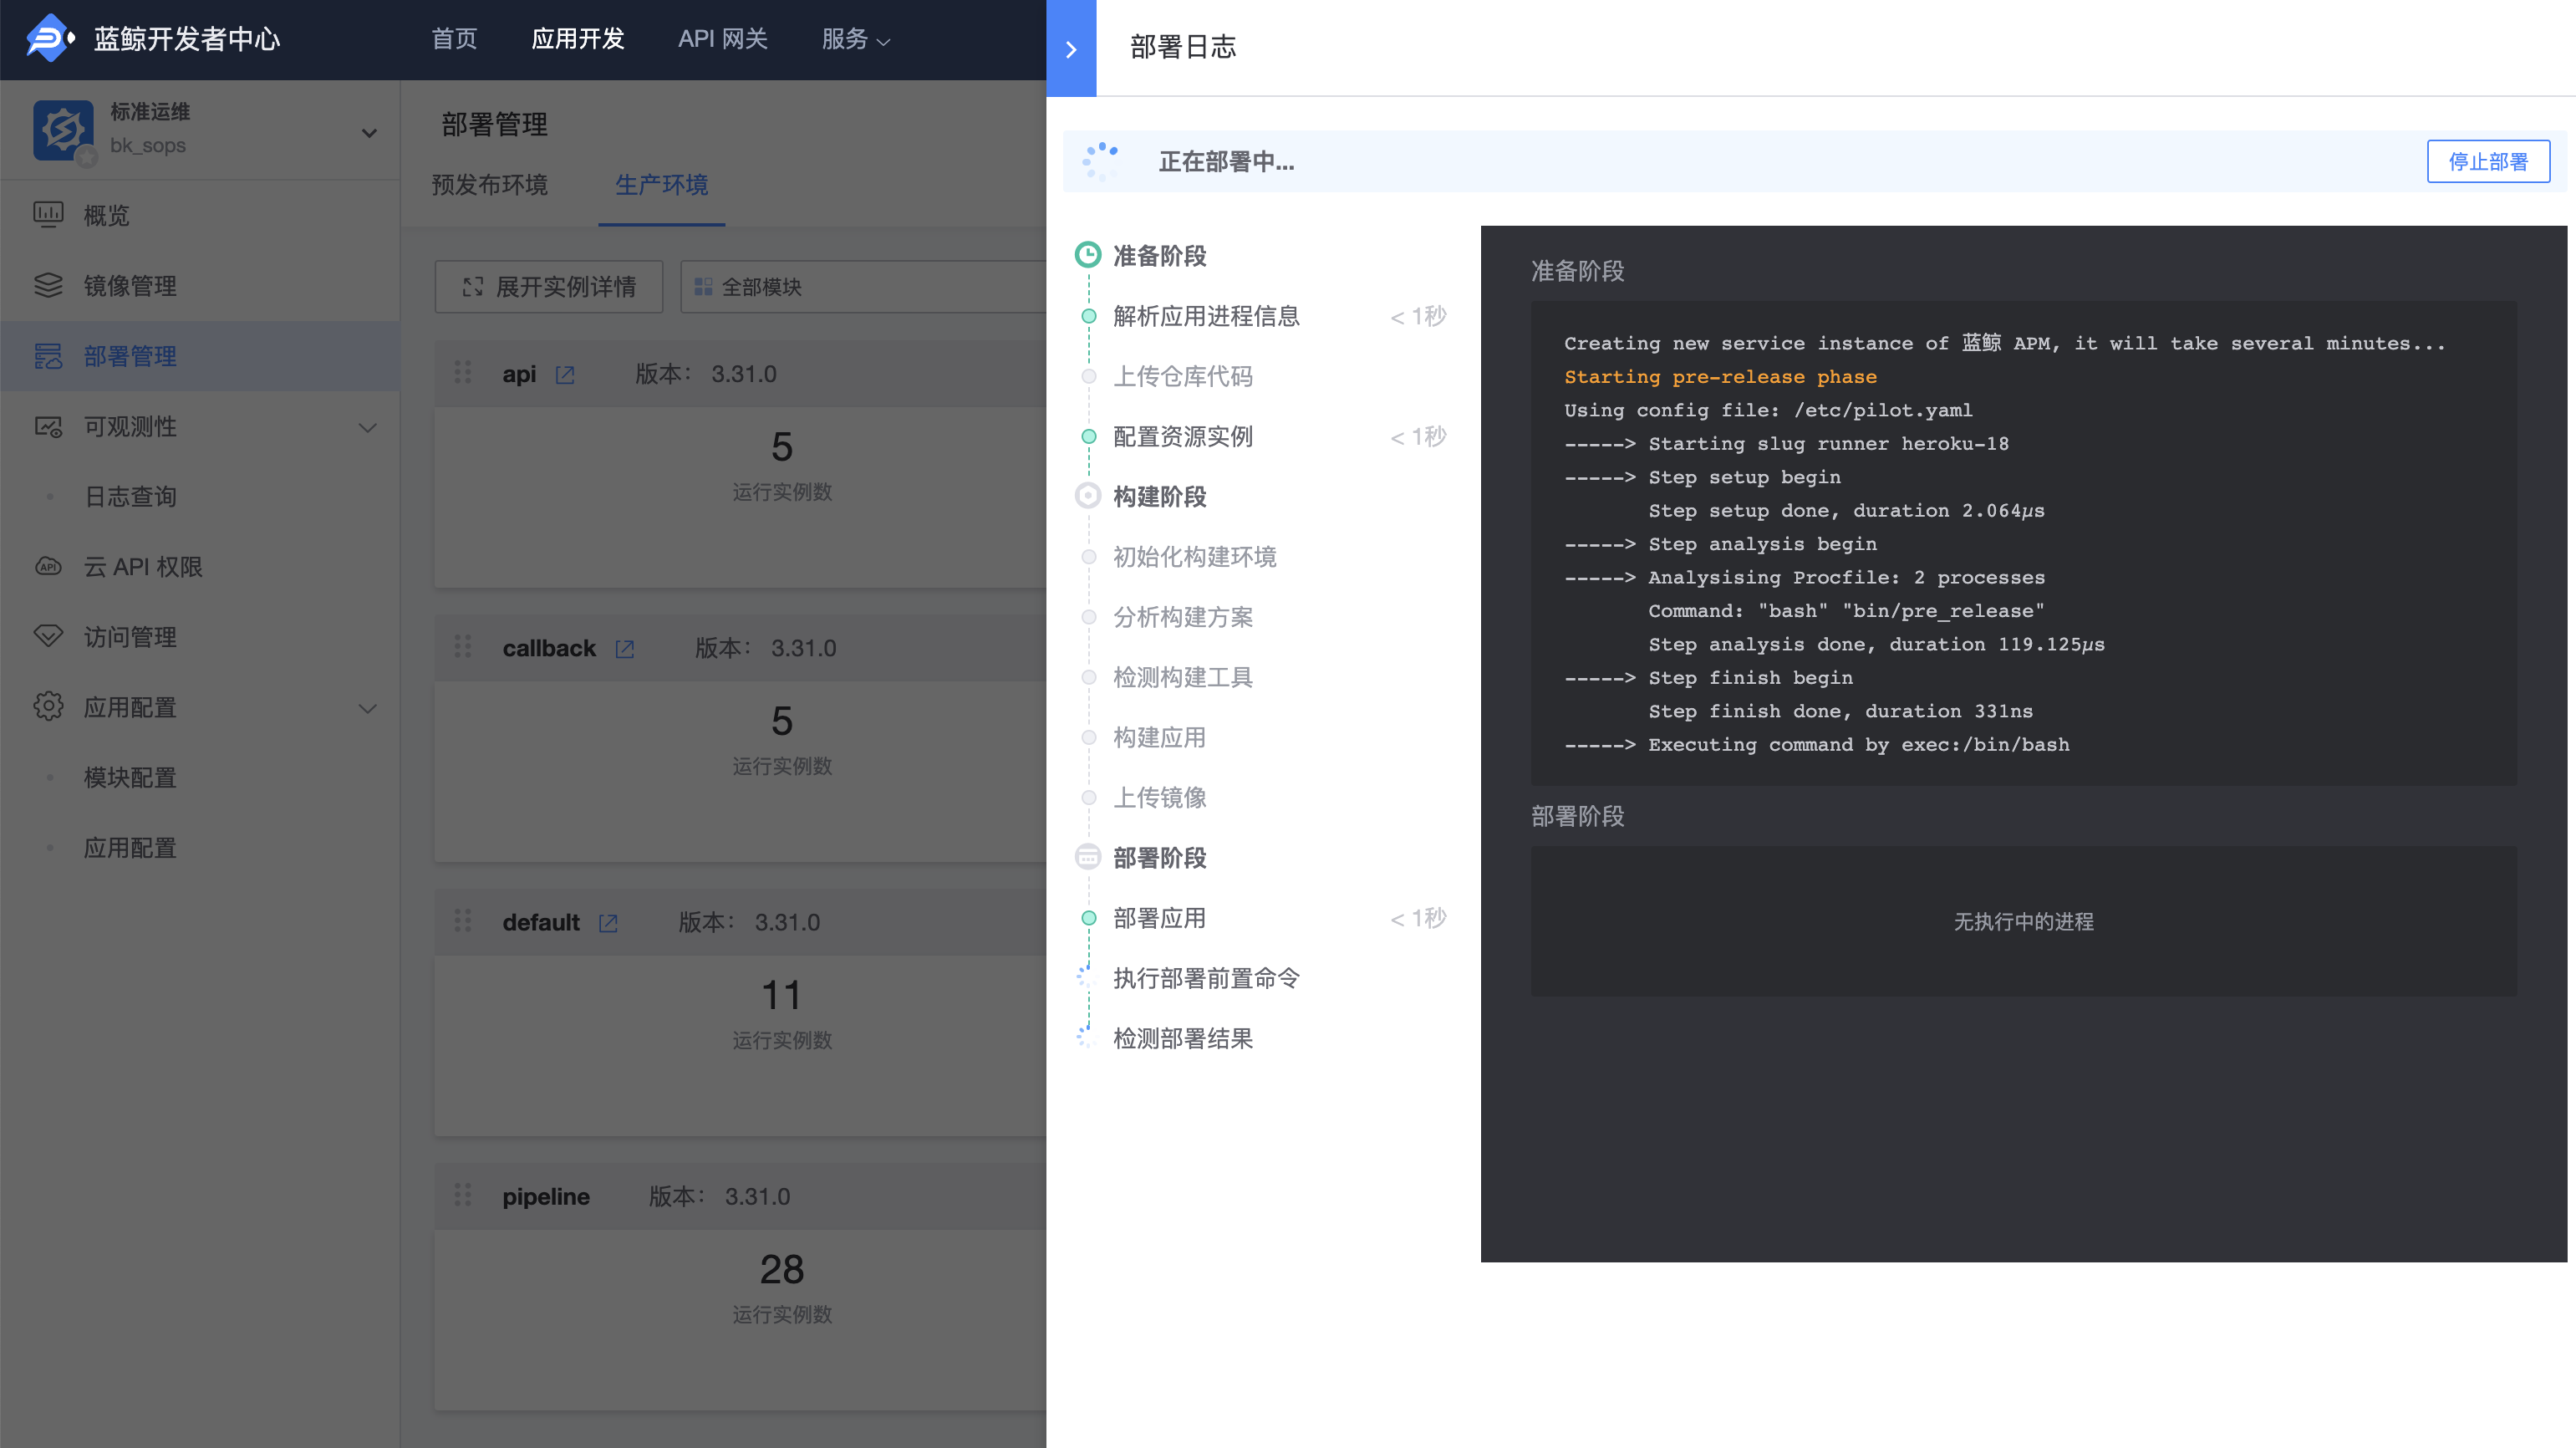 蓝鲸开发者中心
首页
应用开发
API 网关
服务
标准运维
bk_sops
概览
镜像管理
部署管理
可观测性
日志查询
云 API 权限
API
访问管理
应用配置
模块配置
应用配置
部署管理
预发布环境
生产环境
展开实例详情
全部模块
api 版本： 3.31.0
5
运行实例数
callback 版本： 3.31.0
5
运行实例数
default 版本： 3.31.0
11
运行实例数
pipeline 版本： 3.31.0
28
运行实例数
部署日志
正在部署中...
停止部署
准备阶段
解析应用进程信息 < 1秒
上传仓库代码
配置资源实例 < 1秒
构建阶段
初始化构建环境
分析构建方案
检测构建工具
构建应用
上传镜像
部署阶段
部署应用 < 1秒
执行部署前置命令
检测部署结果
准备阶段
Creating new service instance of 蓝鲸 APM, it will take several minutes...
Starting pre-release phase
Using config file: /etc/pilot.yaml
-----> Starting slug runner heroku-18
-----> Step setup begin
Step setup done, duration 2.064µs
-----> Step analysis begin
-----> Analysising Procfile: 2 processes
Command: "bash" "bin/pre_release"
Step analysis done, duration 119.125µs
-----> Step finish begin
Step finish done, duration 331ns
-----> Executing command by exec:/bin/bash
部署阶段
无执行中的进程